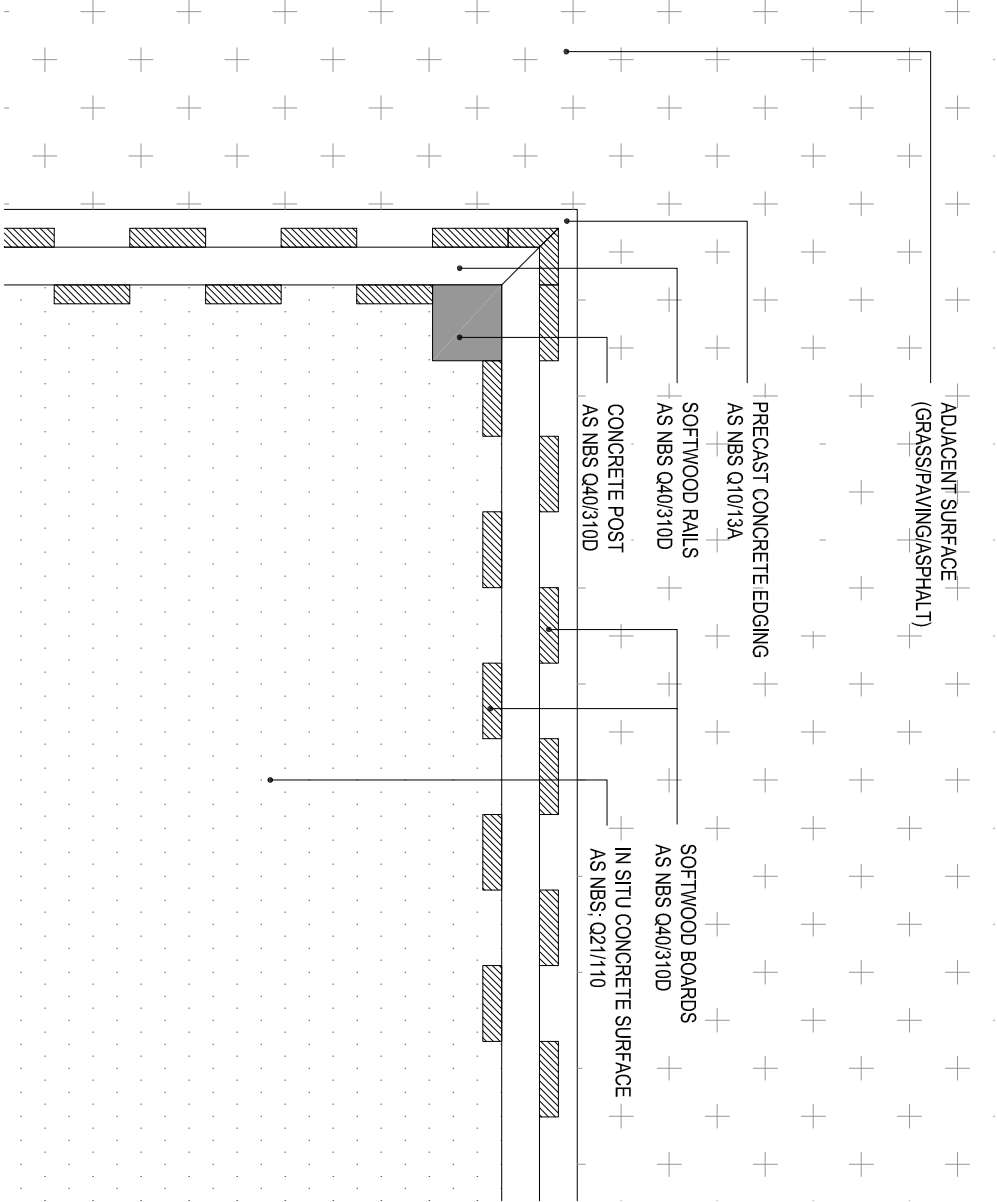 ADJACENT SURFACE
(GRASS/PAVING/ASPHALT)
PRECAST CONCRETE EDGING
AS NBS Q10/13A
SOFTWOOD RAILS
AS NBS Q40/310D
CONCRETE POST
AS NBS Q40/310D
SOFTWOOD BOARDS
AS NBS Q40/310D
IN SITU CONCRETE SURFACE
AS NBS; Q21/110